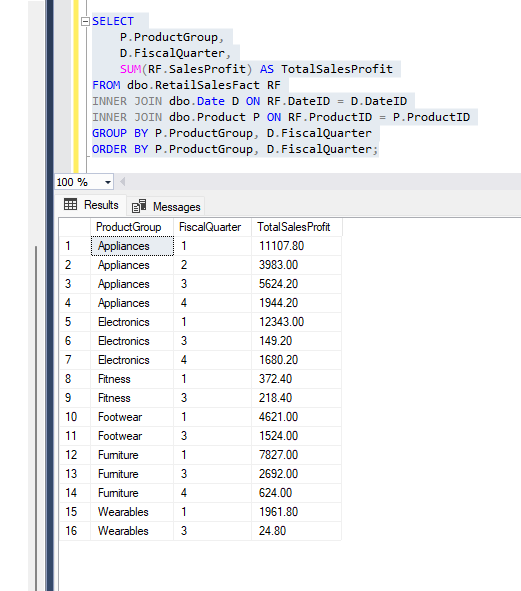 SELECT
P.ProductGroup,
D.FiscalQuarter,
SUM(RF.SalesProfit) AS TotalSalesProfit
FROM dbo.RetailSalesFact RF
INNER JOIN dbo.Date D ON RF.DateID = D.DateID
INNER JOIN dbo.Product P ON RF.ProductID = P.ProductID
GROUP BY P.ProductGroup, D.FiscalQuarter
ORDER BY P.ProductGroup, D.FiscalQuarter;
100 %
Results Messages
ProductGroup FiscalQuarter TotalSalesProfit
1 Appliances 1 11107.80
2 Appliances 2 3983.00
3 Appliances 3 5624.20
4 Appliances 4 1944.20
5 Electronics 1 12343.00
6 Electronics 3 149.20
7 Electronics 4 1680.20
8 Fitness 1 372.40
9 Fitness 3 218.40
10 Footwear 1 4621.00
11 Footwear 3 1524.00
12 Furniture 1 7827.00
13 Furniture 3 2692.00
14 Furniture 4 624.00
15 Wearables 1 1961.80
16 Wearables 3 24.80